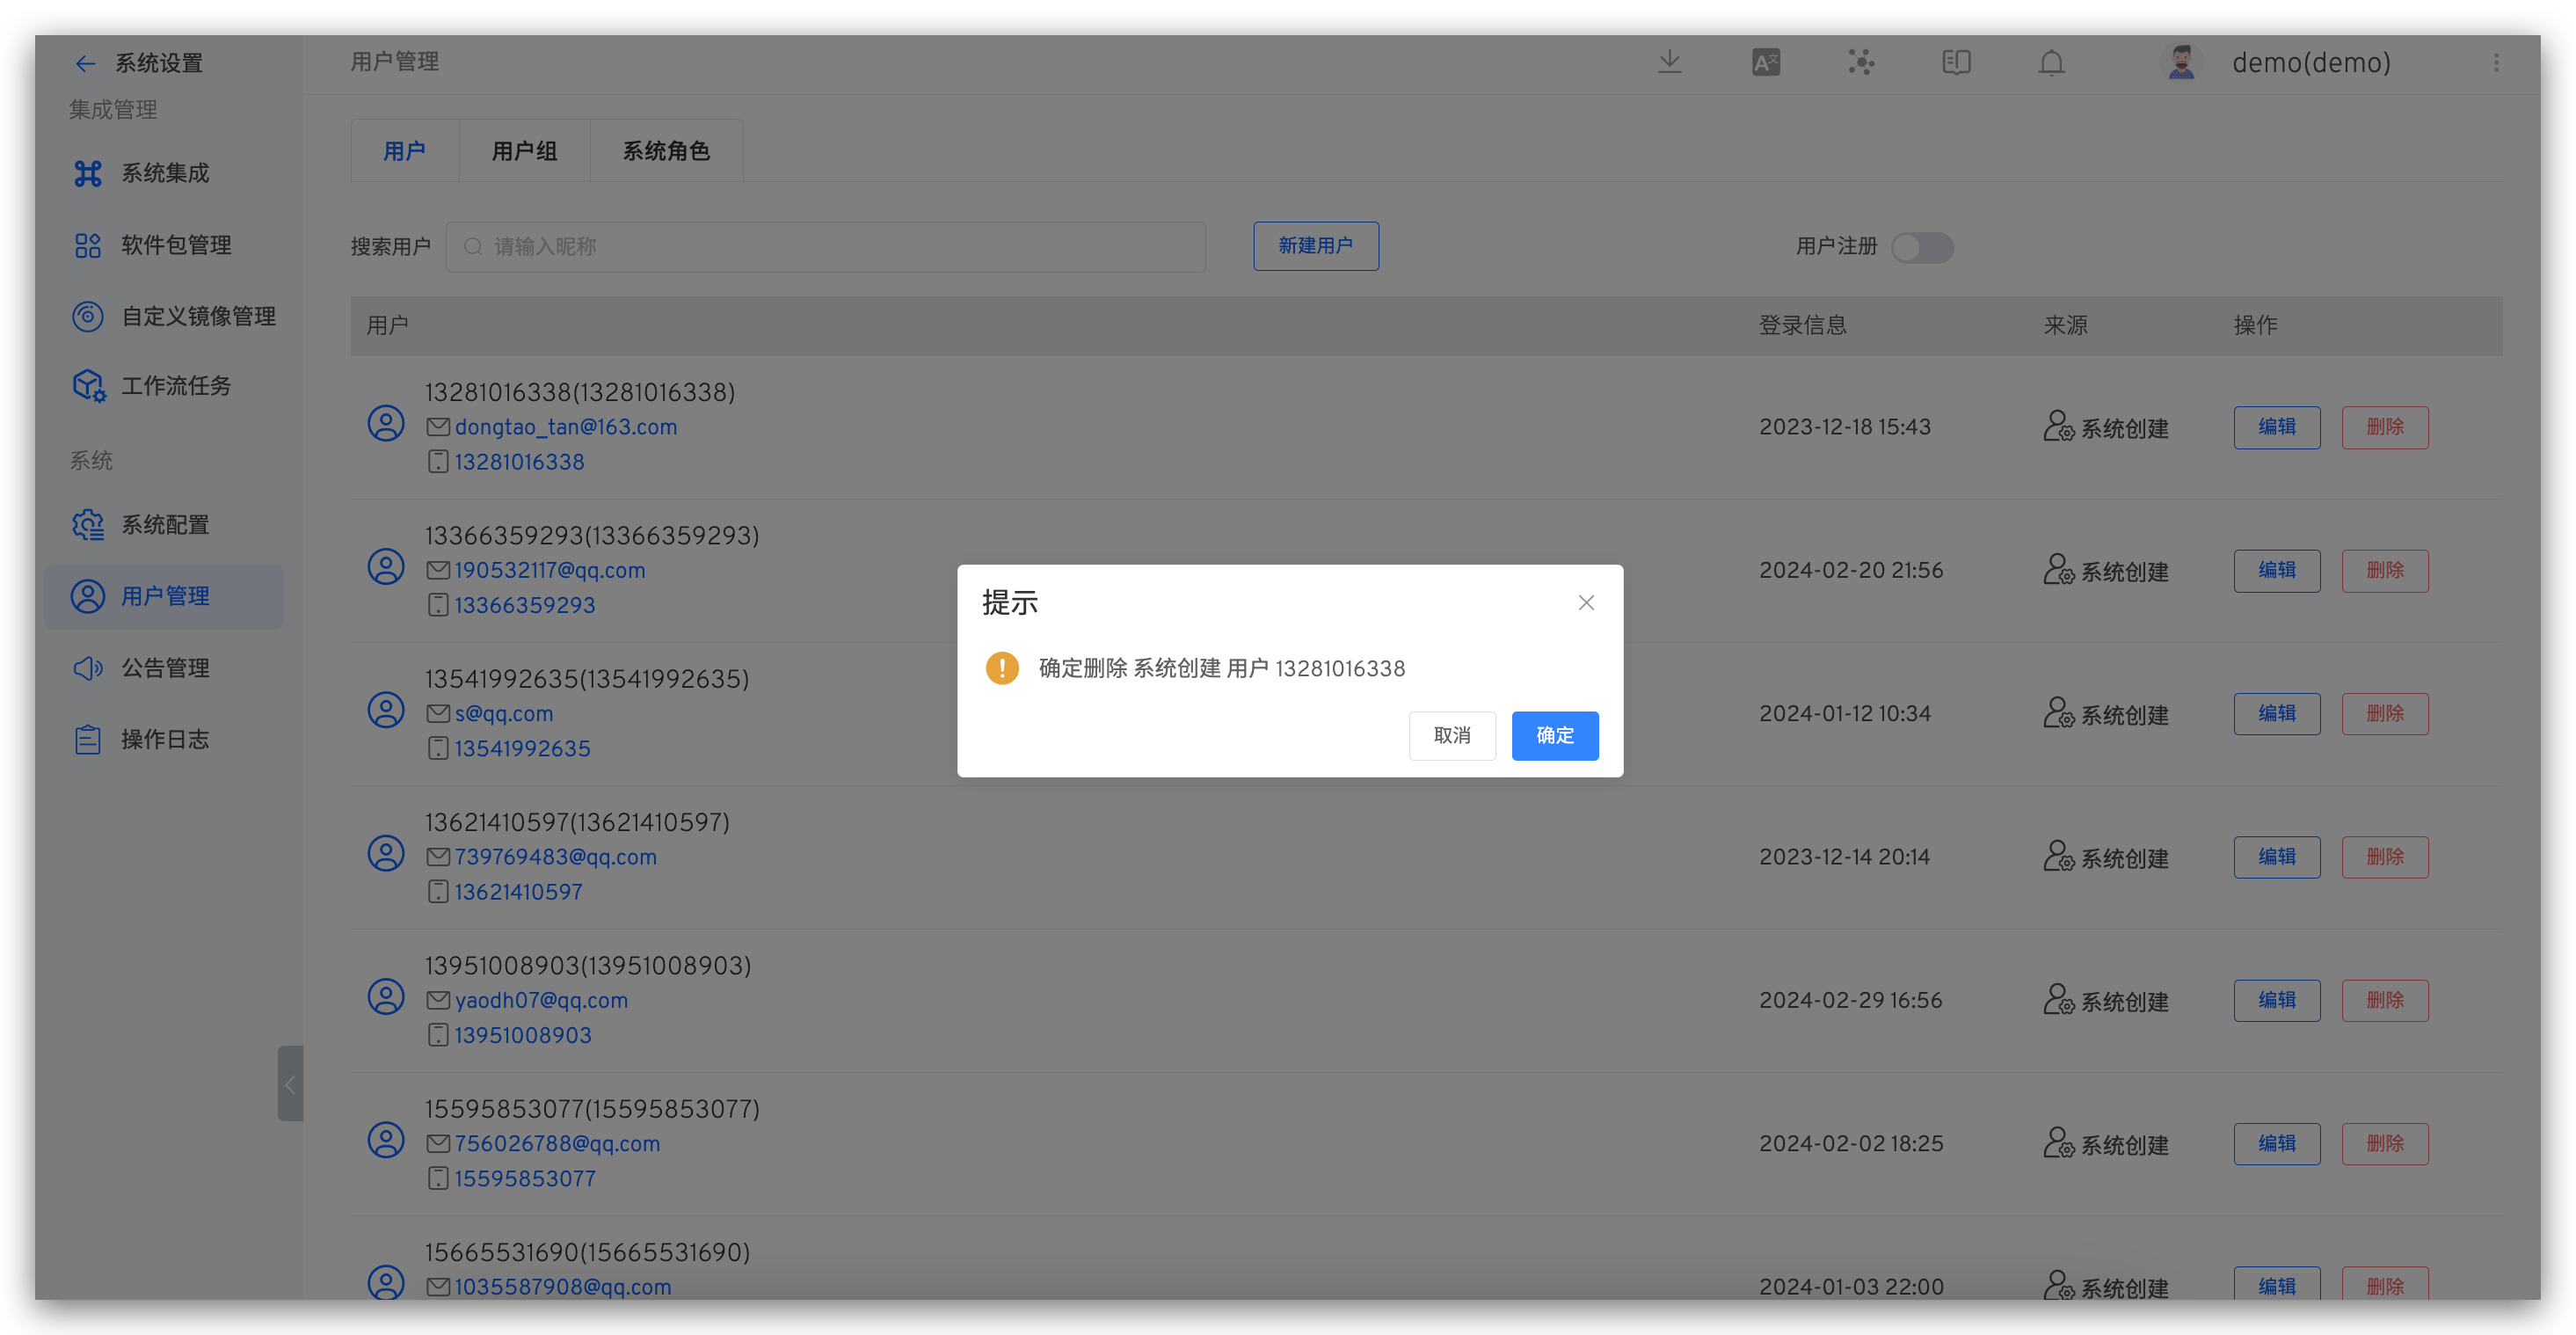 系统设置
集成管理
系统集成
软件包管理
自定义镜像管理
工作流任务
系统
系统配置
用户管理
公告管理
操作日志
用户管理
demo(demo)
用户 用户组 系统角色
搜索用户 请输入昵称 新建用户 用户注册
用户 登录信息 来源 操作
13281016338(13281016338)
dongtao_tan@163.com 2023-12-18 15:43 系统创建 编辑 删除
13281016338
13366359293(13366359293)
190532117@qq.com 2024-02-20 21:56 系统创建 编辑 删除
13366359293
13541992635(13541992635)
s@qq.com 2024-01-12 10:34 系统创建 编辑 删除
13541992635
13621410597(13621410597)
739769483@qq.com 2023-12-14 20:14 系统创建 编辑 删除
13621410597
13951008903(13951008903)
yaodh07@qq.com 2024-02-29 16:56 系统创建 编辑 删除
13951008903
15595853077(15595853077)
756026788@qq.com 2024-02-02 18:25 系统创建 编辑 删除
15595853077
15665531690(15665531690)
1035587908@qq.com 2024-01-03 22:00 系统创建 编辑 删除
提示
确定删除 系统创建 用户 13281016338
取消 确定